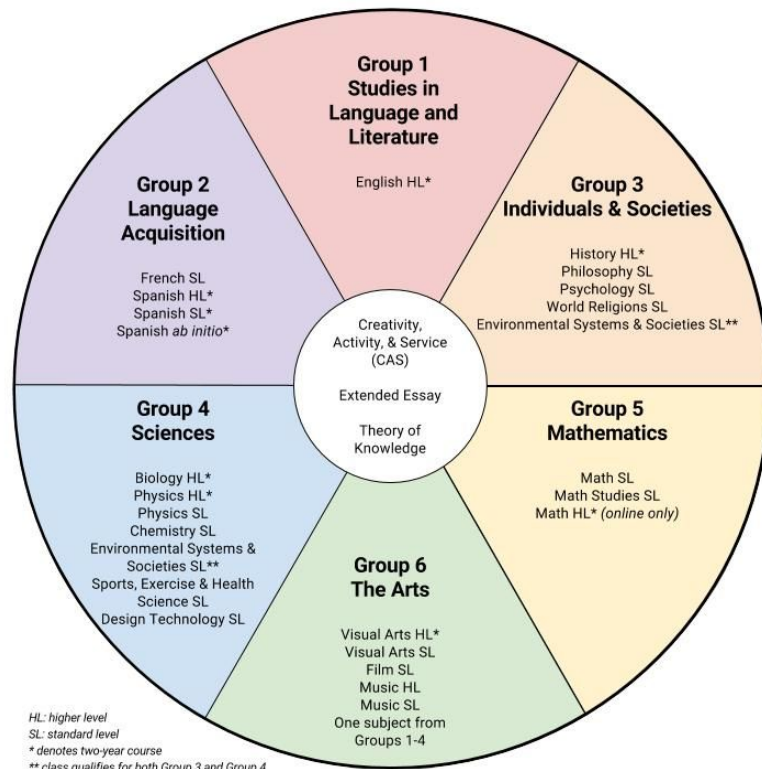 Group 1
Studies in
Language and
Literature
English HL*
Group 2
Language
Acquisition
French SL
Spanish HL*
Spanish SL*
Spanish ab initio*
Group 3
Individuals & Societies
History HL*
Philosophy SL
Psychology SL
World Religions SL
Environmental Systems & Societies SL**
Creativity,
Activity, & Service
(CAS)
Extended Essay
Theory of
Knowledge
Group 4
Sciences
Biology HL*
Physics HL*
Physics SL
Chemistry SL
Environmental Systems &
Societies SL**
Sports, Exercise & Health
Science SL
Design Technology SL
Group 5
Mathematics
Math SL
Math Studies SL
Math HL* (online only)
Group 6
The Arts
Visual Arts HL*
Visual Arts SL
Film SL
Music HL
Music SL
One subject from
Groups 1-4
HL: higher level
SL: standard level
* denotes two-year course
** class qualifies for both Group 3 and Group 4